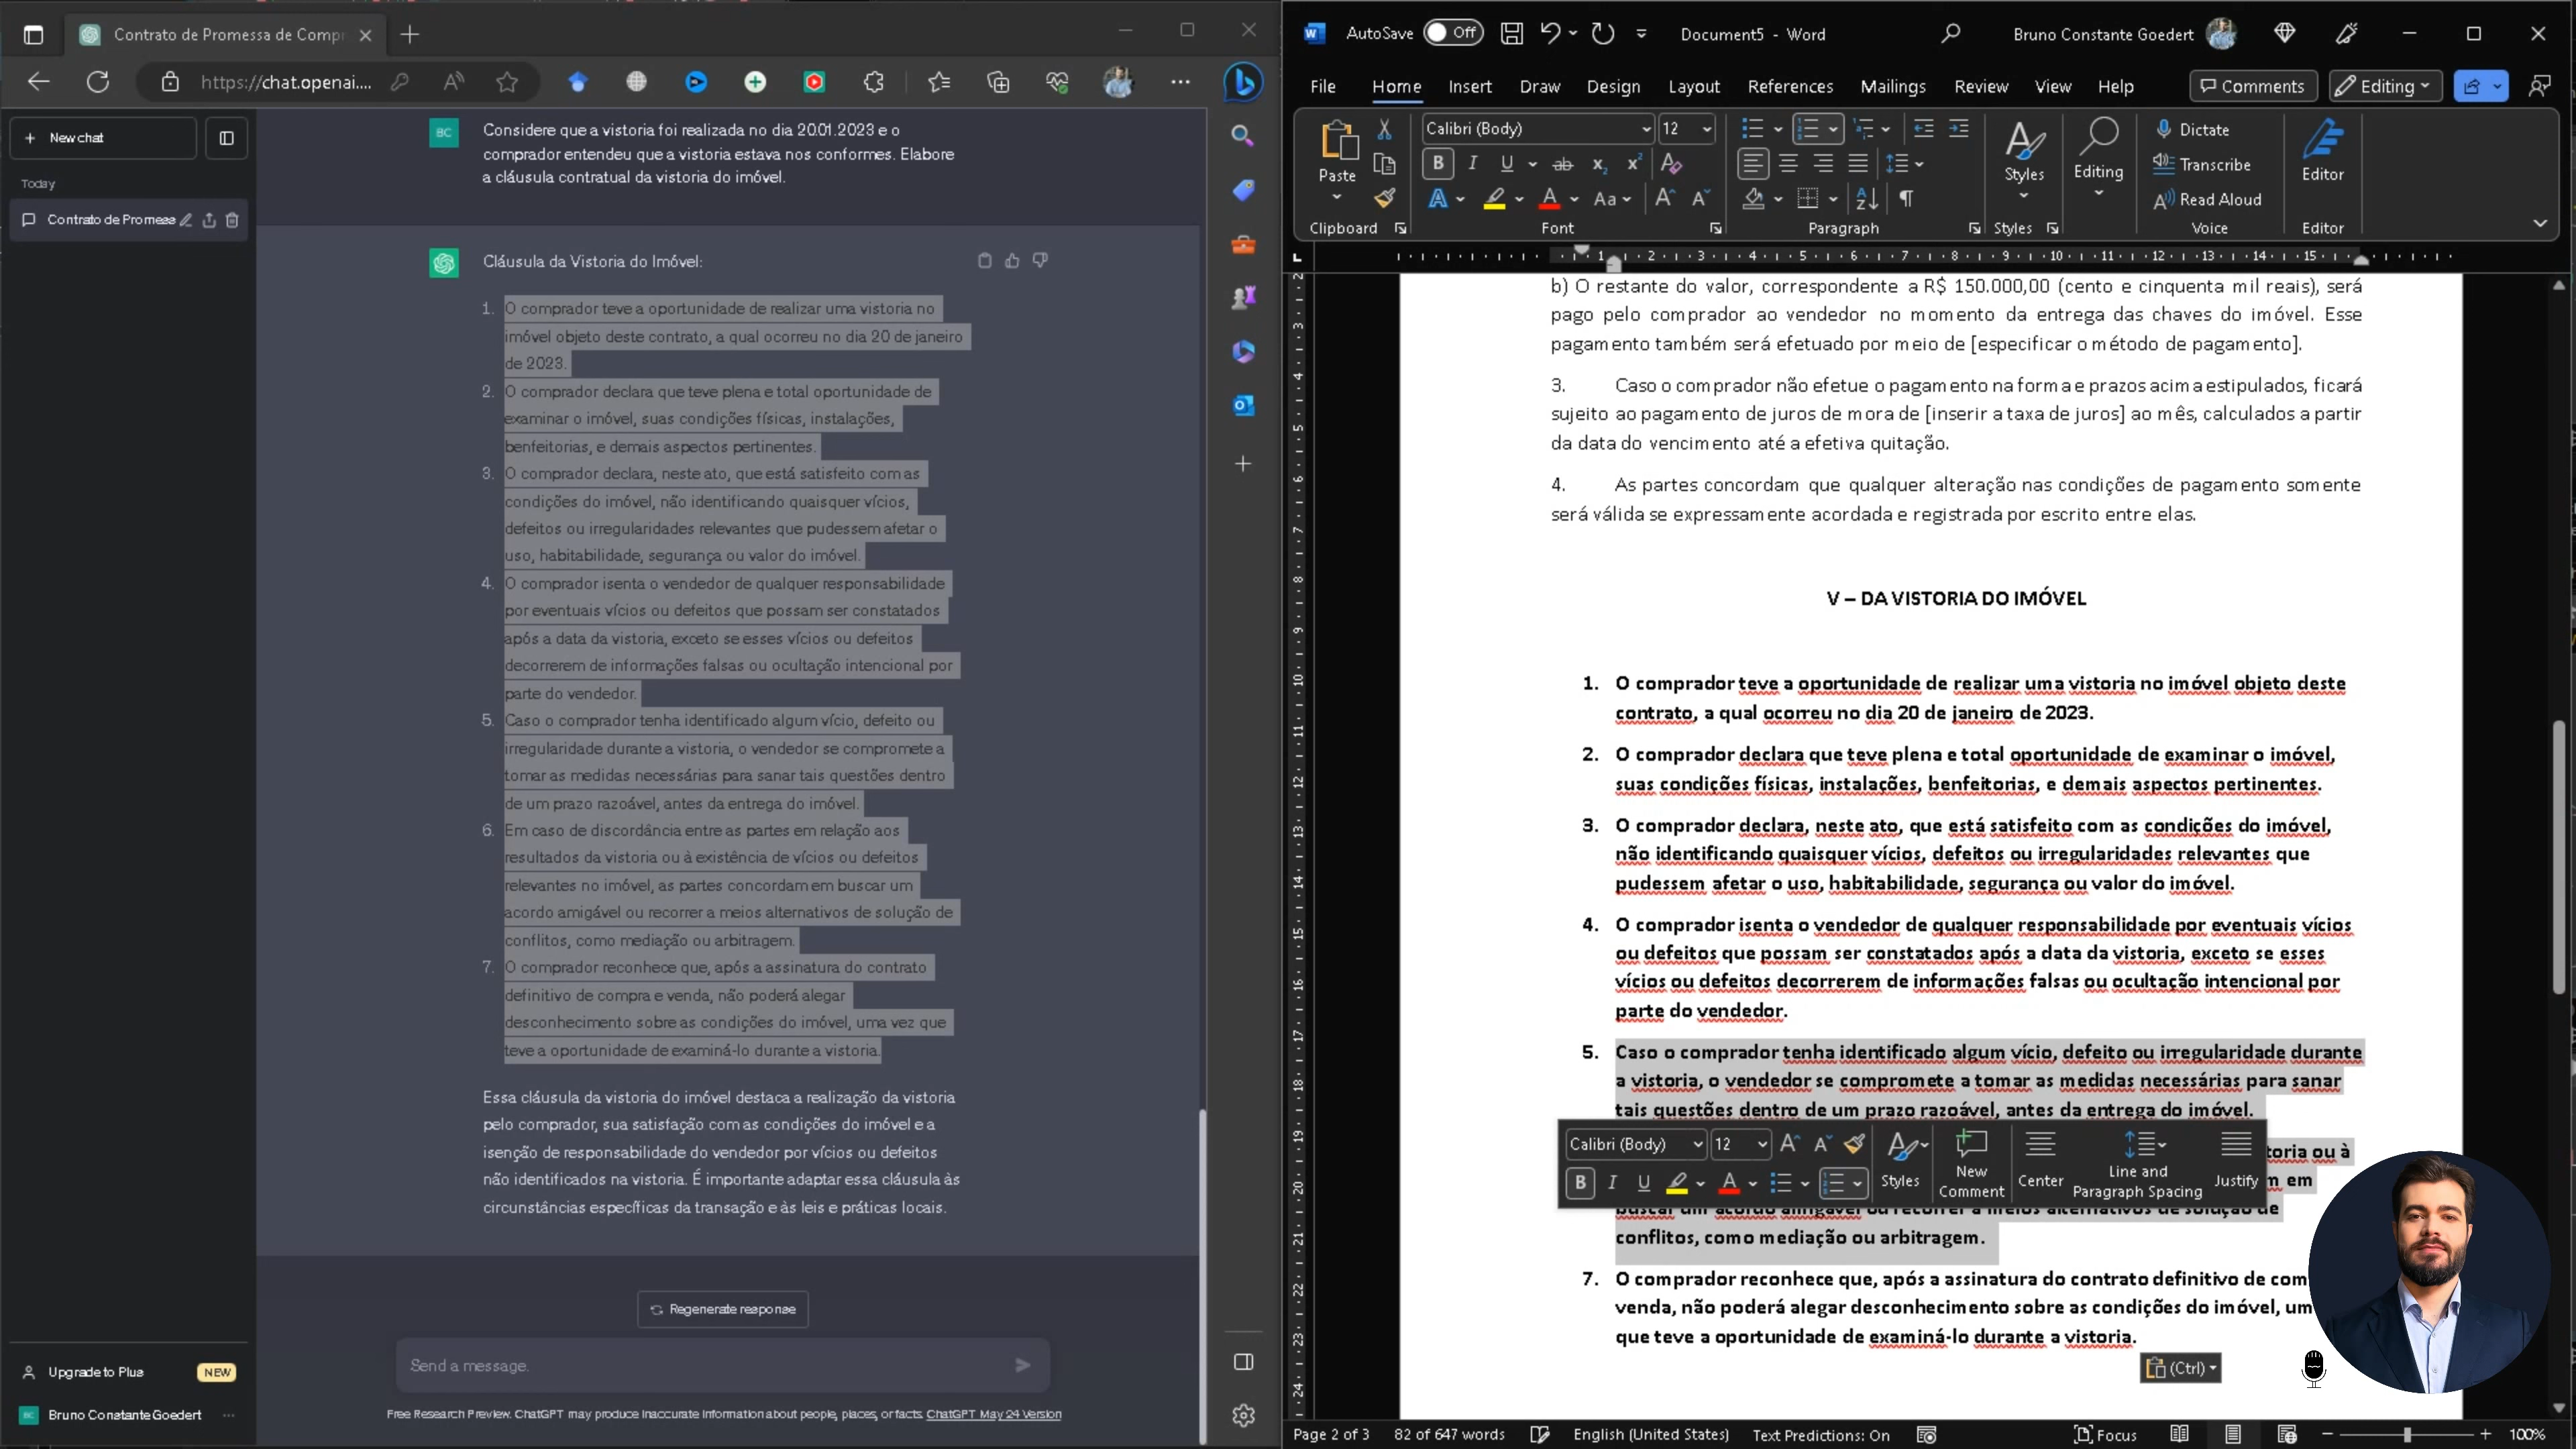 Contrato de Promessa de Compr
https://chat.openai....
New chat
Today
Contrato de Promess
BC
Considere que a vistoria foi realizada no dia 20.01.2023 e o
comprador entendeu que a vistoria estava nos conformes. Elabore
a cláusula contratual da vistoria do imóvel.
Cláusula da Vistoria do Imóvel:
1. O comprador teve a oportunidade de realizar uma vistoria no
imóvel objeto deste contrato, a qual ocorreu no dia 20 de janeiro
de 2023.
2. O comprador declara que teve plena e total oportunidade de
examinar o imóvel, suas condições físicas, instalações,
benfeitorias, e demais aspectos pertinentes.
3. O comprador declara, neste ato, que está satisfeito com as
condições do imóvel, não identificando quaisquer vícios,
defeitos ou irregularidades relevantes que pudessem afetar o
uso, habitabilidade, segurança ou valor do imóvel.
4. O comprador isenta o vendedor de qualquer responsabilidade
por eventuais vícios ou defeitos que possam ser constatados
após a data da vistoria, exceto se esses vícios ou defeitos
decorrerem de informações falsas ou ocultação intencional por
parte do vendedor.
5. Caso o comprador tenha identificado algum vício, defeito ou
irregularidade durante a vistoria, o vendedor se compromete a
tomar as medidas necessárias para sanar tais questões dentro
de um prazo razoável, antes da entrega do imóvel.
6. Em caso de discordância entre as partes em relação aos
resultados da vistoria ou à existência de vícios ou defeitos
relevantes no imóvel, as partes concordam em buscar um
acordo amigável ou recorrer a meios alternativos de solução de
conflitos, como mediação ou arbitragem.
7. O comprador reconhece que, após a assinatura do contrato
definitivo de compra e venda, não poderá alegar
desconhecimento sobre as condições do imóvel, uma vez que
teve a oportunidade de examiná-lo durante a vistoria.
Essa cláusula da vistoria do imóvel destaca a realização da vistoria
pelo comprador, sua satisfação com as condições do imóvel e a
isenção de responsabilidade do vendedor por vícios ou defeitos
não identificados na vistoria. É importante adaptar essa cláusula às
circunstâncias específicas da transação e às leis e práticas locais.
Regenerate response
Send a message.
Upgrade to Plus NEW
BC Bruno Constante Goedert ...
Free Research Preview. ChatGPT may produce inaccurate information about people, places, or facts. ChatGPT May 24 Version
AutoSave Off Document5 - Word Bruno Constante Goedert
File Home Insert Draw Design Layout References Mailings Review View Help Comments Editing
Paste Calibri (Body) 12 Styles Editing Dictate Transcribe Read Aloud Editor
Clipboard Font Paragraph Styles Voice Editor
b) O restante do valor, correspondente a R$ 150.000,00 (cento e cinquenta mil reais), será
pago pelo comprador ao vendedor no momento da entrega das chaves do imóvel. Esse
pagamento também será efetuado por meio de [especificar o método de pagamento].
3. Caso o comprador não efetue o pagamento na forma e prazos acima estipulados, ficará
sujeito ao pagamento de juros de mora de [inserir a taxa de juros] ao mês, calculados a partir
da data do vencimento até a efetiva quitação.
4. As partes concordam que qualquer alteração nas condições de pagamento somente
será válida se expressamente acordada e registrada por escrito entre elas.
V – DA VISTORIA DO IMÓVEL
1. O comprador teve a oportunidade de realizar uma vistoria no imóvel objeto deste
contrato, a qual ocorreu no dia 20 de janeiro de 2023.
2. O comprador declara que teve plena e total oportunidade de examinar o imóvel,
suas condições físicas, instalações, benfeitorias, e demais aspectos pertinentes.
3. O comprador declara, neste ato, que está satisfeito com as condições do imóvel,
não identificando quaisquer vícios, defeitos ou irregularidades relevantes que
pudessem afetar o uso, habitabilidade, segurança ou valor do imóvel.
4. O comprador isenta o vendedor de qualquer responsabilidade por eventuais vícios
ou defeitos que possam ser constatados após a data da vistoria, exceto se esses
vícios ou defeitos decorrerem de informações falsas ou ocultação intencional por
parte do vendedor.
5. Caso o comprador tenha identificado algum vício, defeito ou irregularidade durante
a vistoria, o vendedor se compromete a tomar as medidas necessárias para sanar
tais questões dentro de um prazo razoável, antes da entrega do imóvel.
toria ou à
em
Calibri (Body) 12 Styles New Comment Center Line and Paragraph Spacing Justify
buscar um acordo amigável ou recorrer a meios alternativos de solução de
conflitos, como mediação ou arbitragem.
7. O comprador reconhece que, após a assinatura do contrato definitivo de com
venda, não poderá alegar desconhecimento sobre as condições do imóvel, um
que teve a oportunidade de examiná-lo durante a vistoria.
(Ctrl)
Page 2 of 3 82 of 647 words English (United States) Text Predictions: On Focus 100%